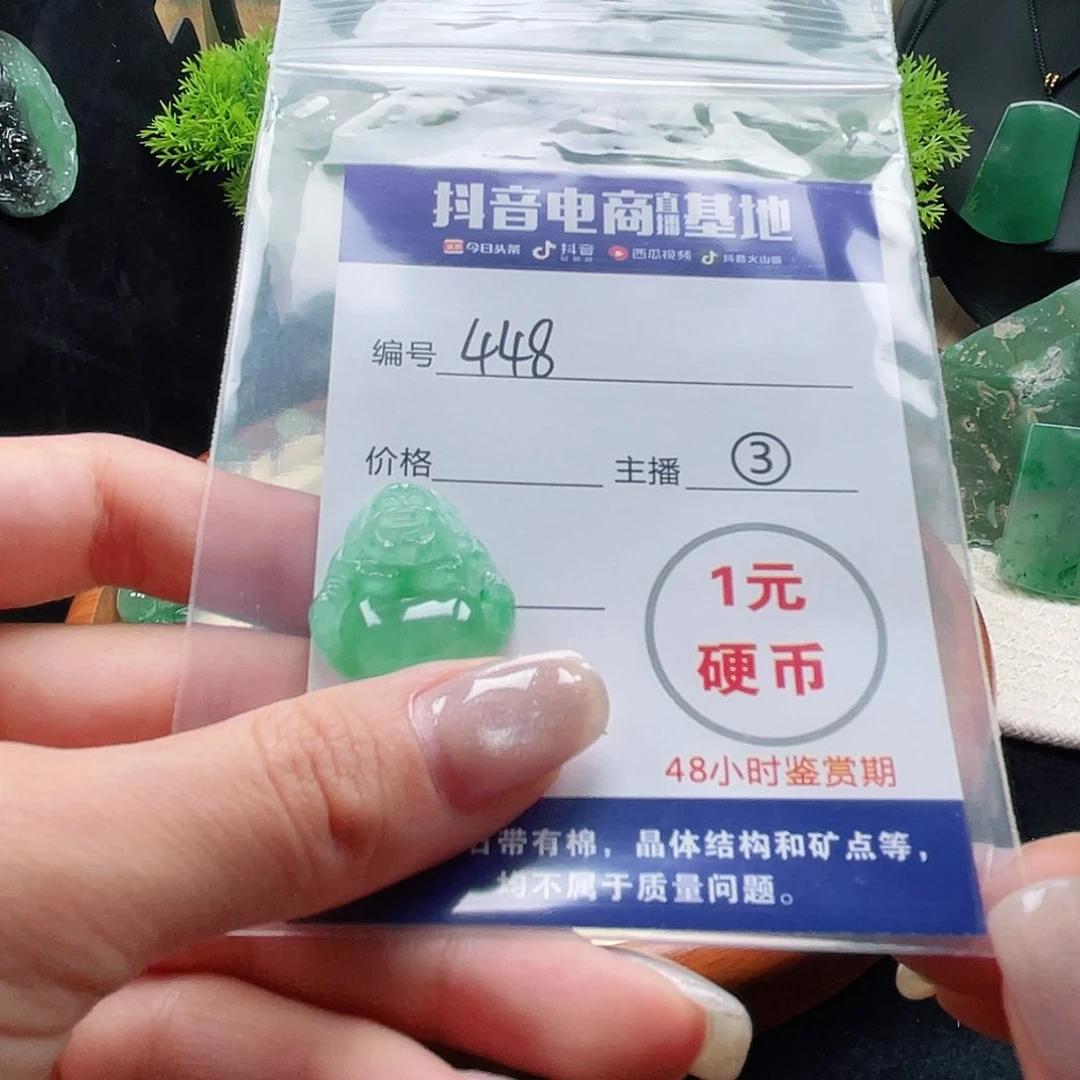 抖音电商直播基地
今日头条 抖音 西瓜视频 抖音火山版
编号 448
价格 主播 ③
1元
硬币
48小时鉴赏期
带有棉，晶体结构和矿点等，
均不属于质量问题。